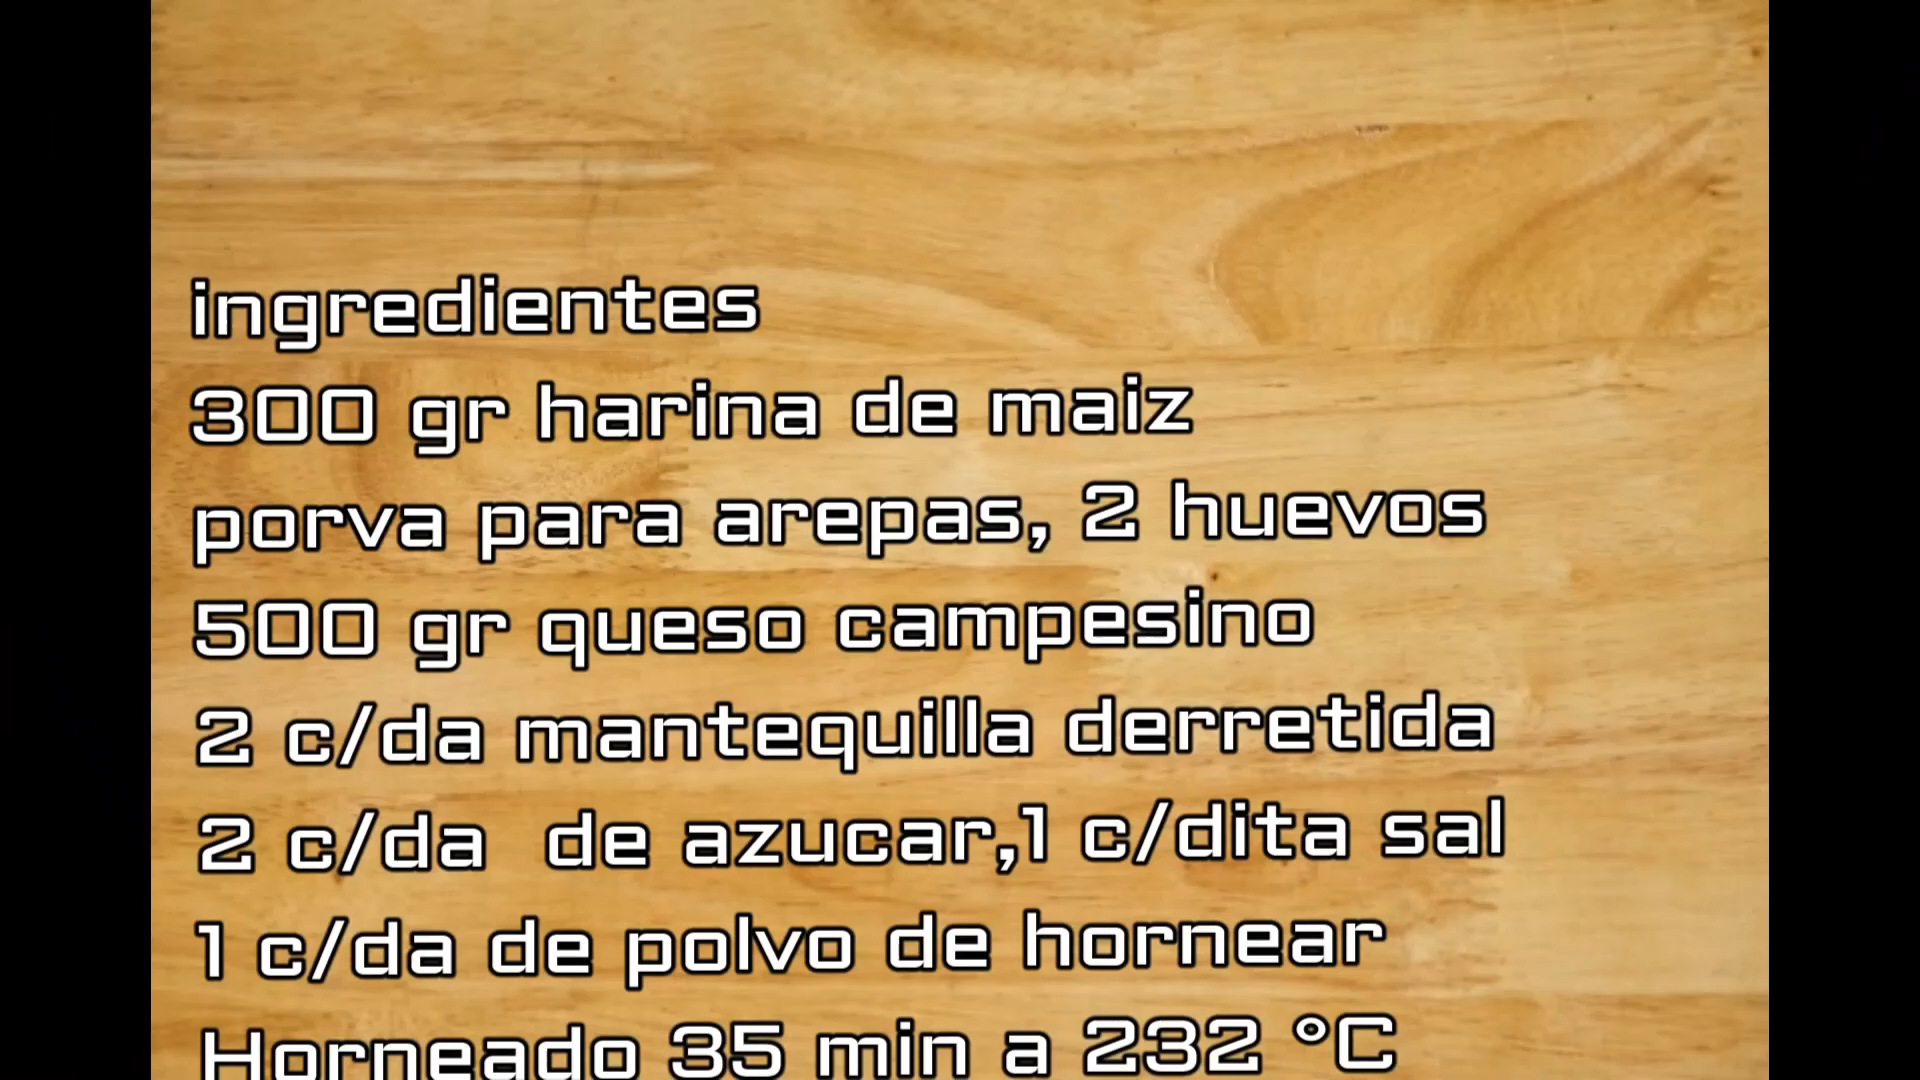 ingredientes
300 gr harina de maiz
porva para arepas, 2 huevos
500 gr queso campesino
2 c/da mantequilla derretida
2 c/da  de azucar,1 c/dita sal
1 c/da de polvo de hornear
Horneado 35 min a 232 °C